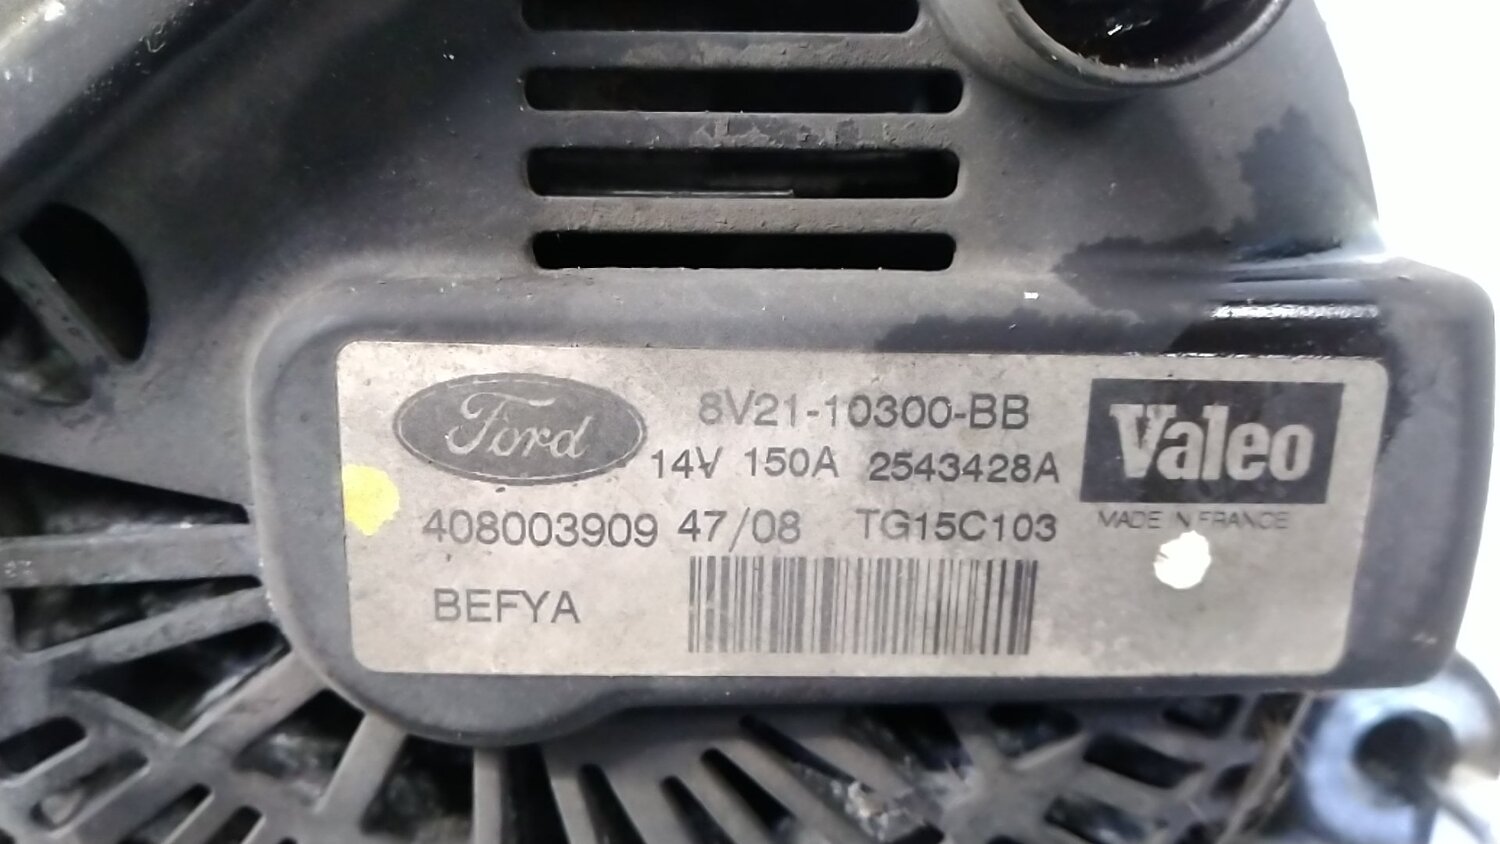 Ford
8V21-10300-BB
14V 150A 2543428A
Valeo
MADE IN FRANCE
408003909 47/08 TG15C103
BEFYA